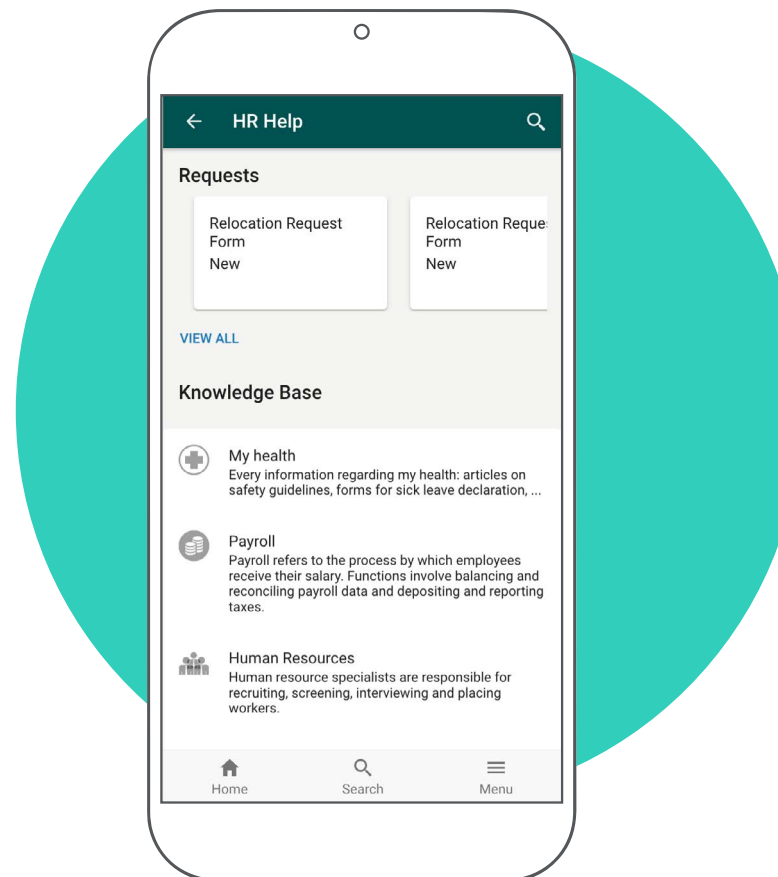 HR Help
Requests
Relocation Request
Form
New
Relocation Reque
Form
New
VIEW ALL
Knowledge Base
My health
Every information regarding my health: articles on
safety guidelines, forms for sick leave declaration, ...
Payroll
Payroll refers to the process by which employees
receive their salary. Functions involve balancing and
reconciling payroll data and depositing and reporting
taxes.
Human Resources
Human resource specialists are responsible for
recruiting, screening, interviewing and placing
workers.
Home
Search
Menu